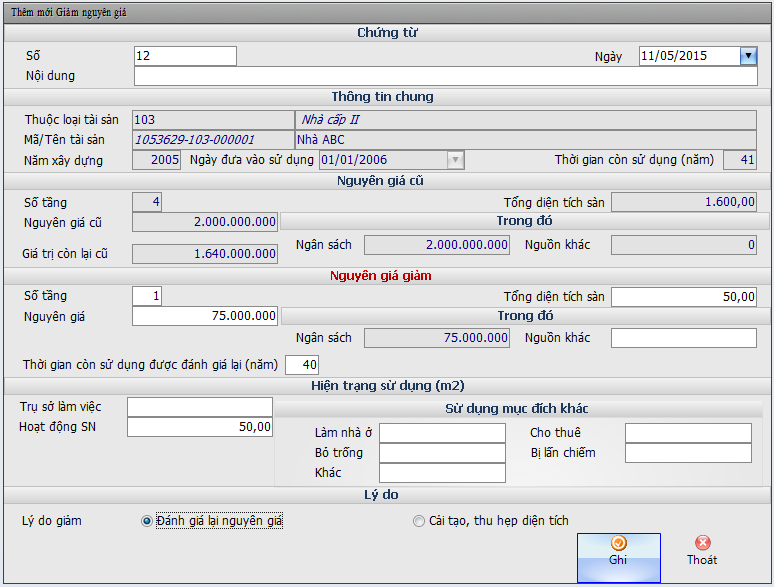 Thêm mới Giảm nguyên giá
Chứng từ
Số 12 Ngày 11/05/2015
Nội dung
Thông tin chung
Thuộc loại tài sản 103 Nhà cấp II
Mã/Tên tài sản 1053629-103-000001 Nhà ABC
Năm xây dựng 2005 Ngày đưa vào sử dụng 01/01/2006 Thời gian còn sử dụng (năm) 41
Nguyên giá cũ
Số tầng 4 Tổng diện tích sàn 1.600,00
Nguyên giá cũ 2.000.000.000 Trong đó
Giá trị còn lại cũ 1.640.000.000 Ngân sách 2.000.000.000 Nguồn khác 0
Nguyên giá giảm
Số tầng 1 Tổng diện tích sàn 50,00
Nguyên giá 75.000.000 Trong đó
Ngân sách 75.000.000 Nguồn khác
Thời gian còn sử dụng được đánh giá lại (năm) 40
Hiện trạng sử dụng (m2)
Trụ sở làm việc Sử dụng mục đích khác
Hoạt động SN 50,00 Làm nhà ở Cho thuê
Bỏ trống Bị lấn chiếm
Khác
Lý do
Lý do giảm Đánh giá lại nguyên giá Cải tạo, thu hẹp diện tích
Ghi Thoát